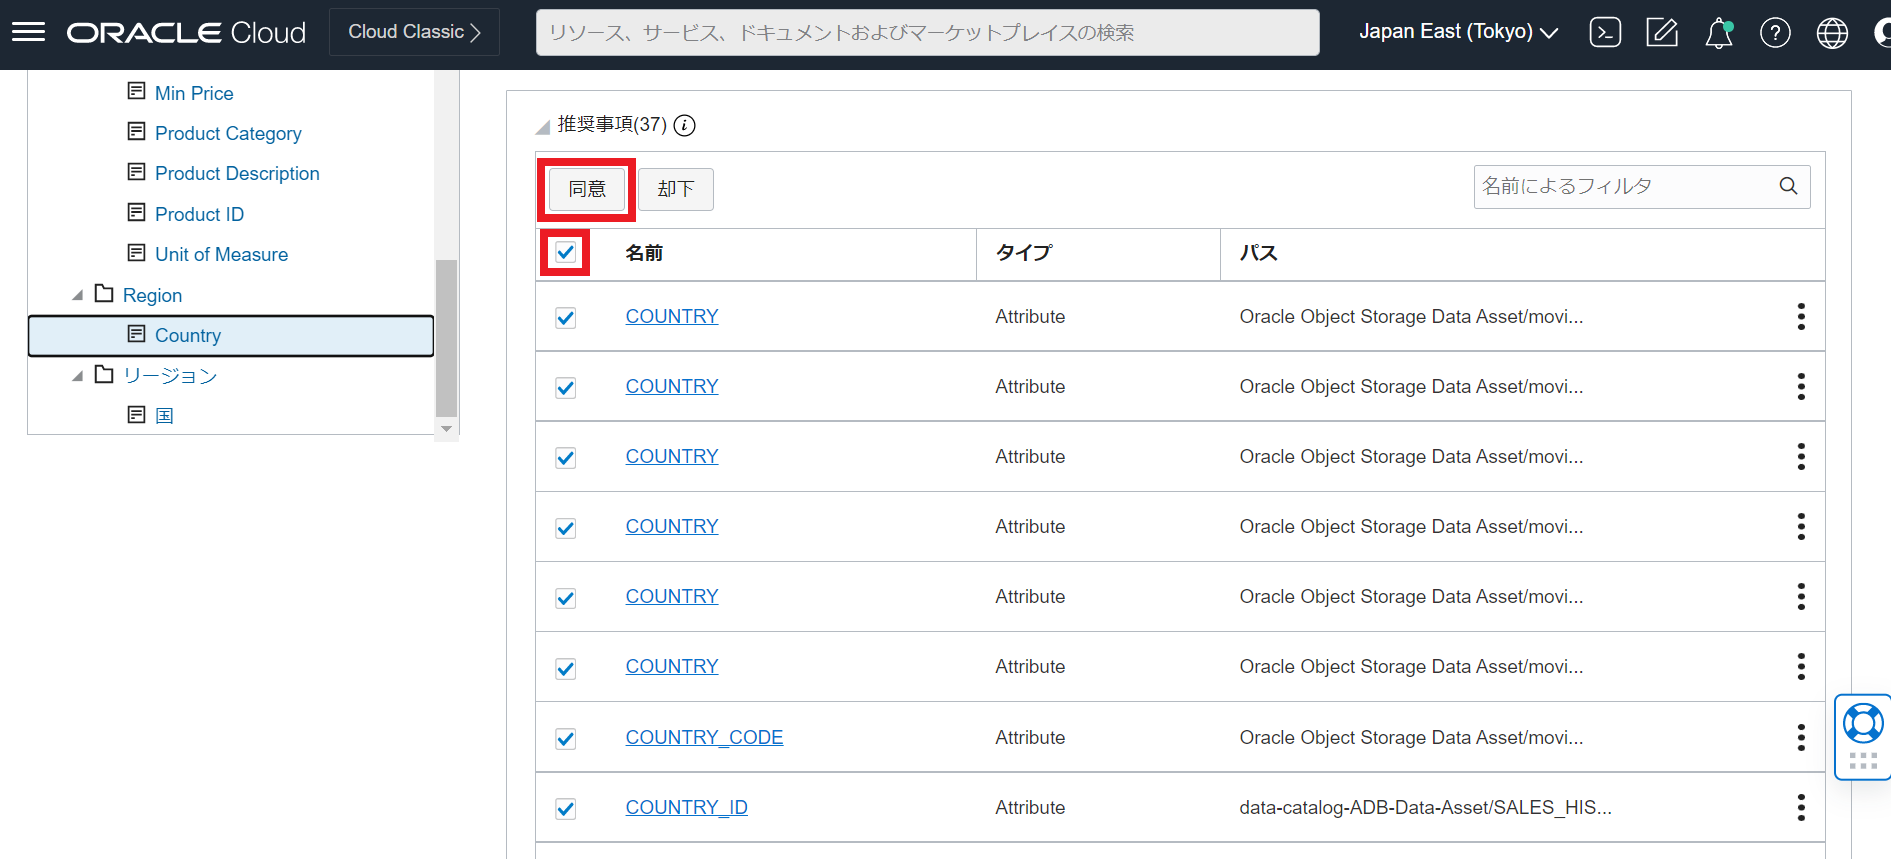 ORACLE Cloud
Cloud Classic
リソース、サービス、ドキュメントおよびマーケットプレイスの検索
Japan East (Tokyo)
Min Price
Product Category
Product Description
Product ID
Unit of Measure
Region
Country
リージョン
国
推奨事項(37)
同意
却下
名前によるフィルタ
名前 タイプ パス
COUNTRY Attribute Oracle Object Storage Data Asset/movi...
COUNTRY Attribute Oracle Object Storage Data Asset/movi...
COUNTRY Attribute Oracle Object Storage Data Asset/movi...
COUNTRY Attribute Oracle Object Storage Data Asset/movi...
COUNTRY Attribute Oracle Object Storage Data Asset/movi...
COUNTRY Attribute Oracle Object Storage Data Asset/movi...
COUNTRY_CODE Attribute Oracle Object Storage Data Asset/movi...
COUNTRY_ID Attribute data-catalog-ADB-Data-Asset/SALES_HIS...